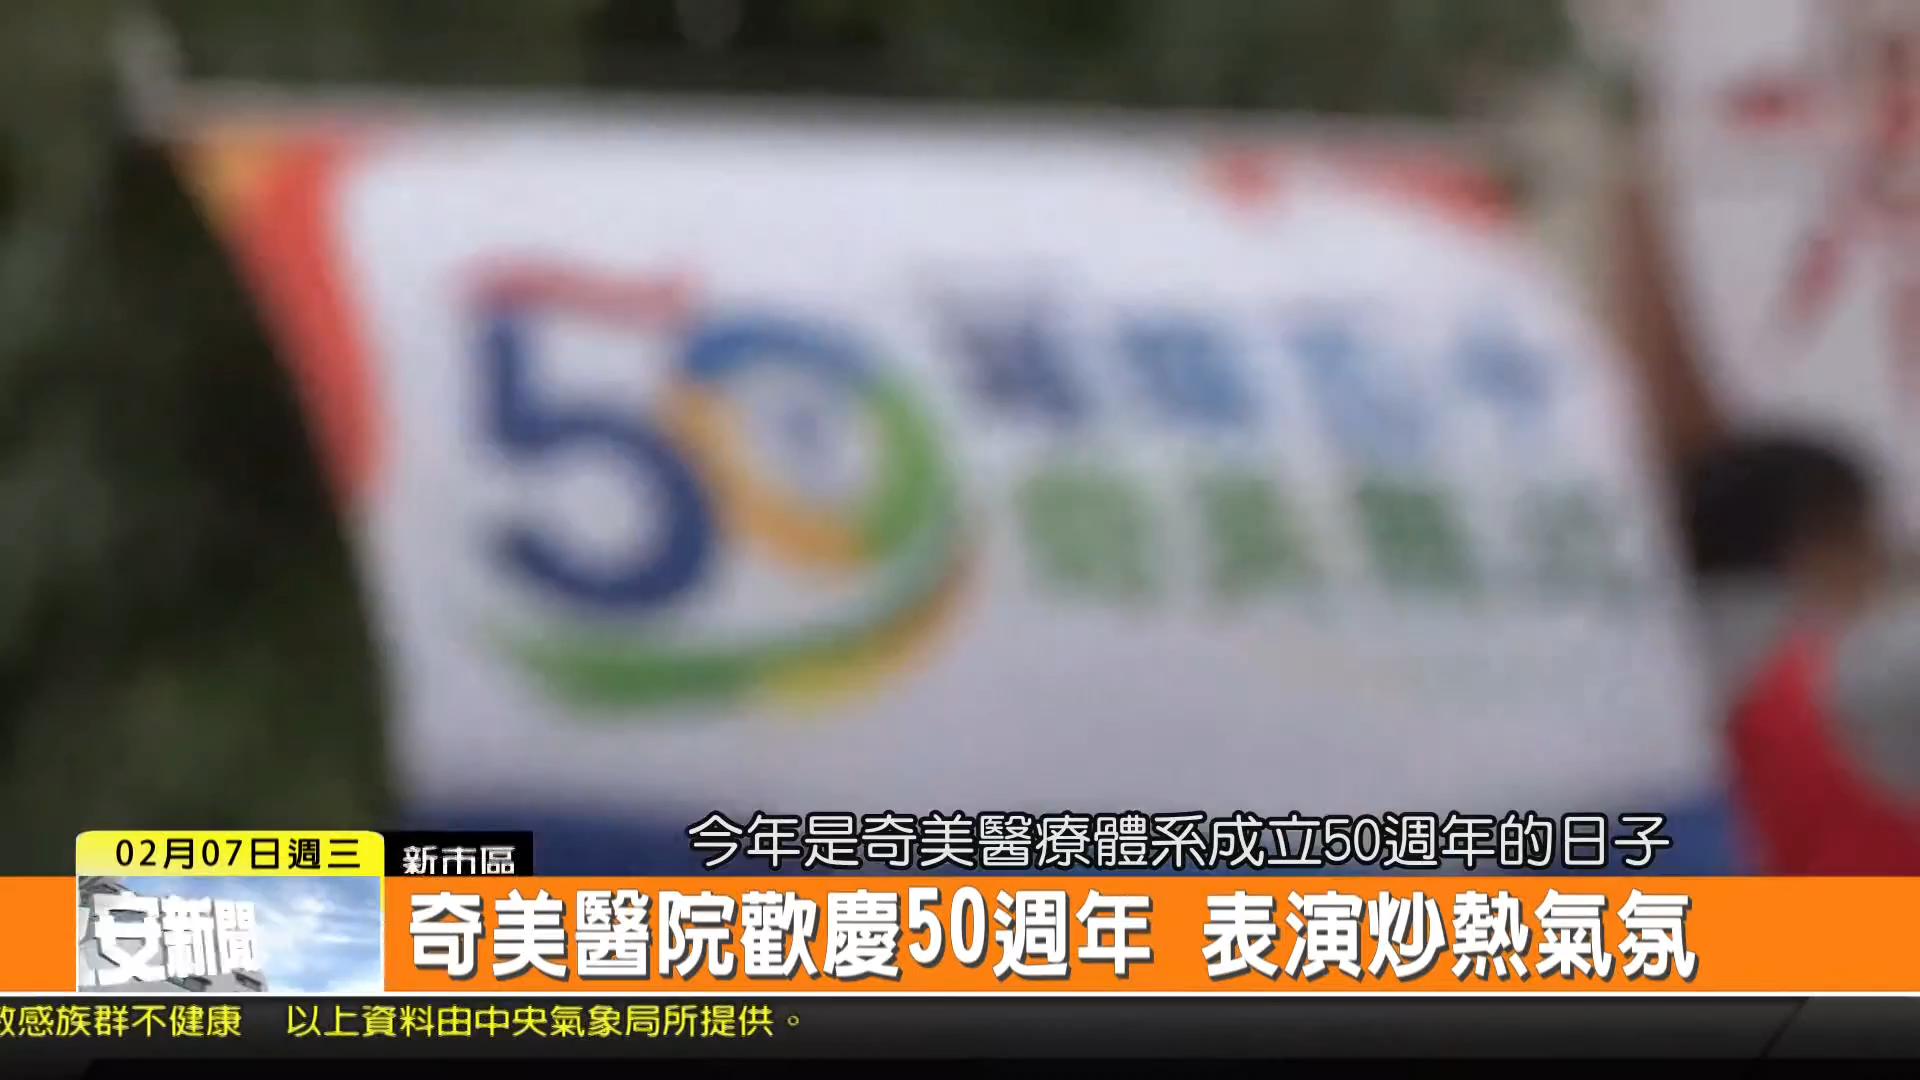 50
今年是奇美醫療體系成立50週年的日子
02月07日週三
新市區
安新聞
奇美醫院歡慶50週年 表演炒熱氣氛
敏感族群不健康 以上資料由中央氣象局所提供。